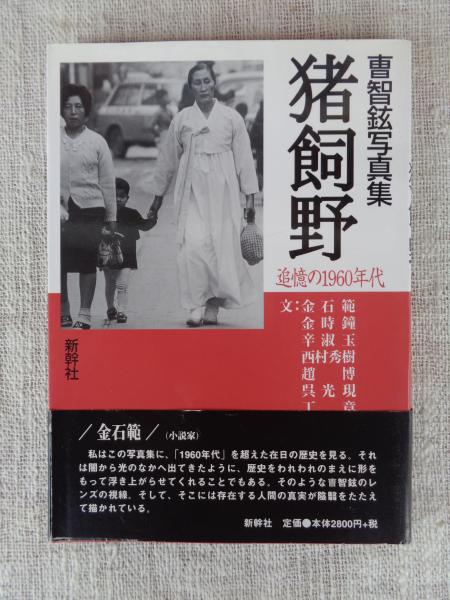 曺智鉉写真集
猪飼野
追憶の1960年代
文：金石範
金時鐘
辛淑玉
西村秀樹
趙博
呉光現
丁章
新幹社
／金石範／（小説家）
私はこの写真集に、「1960年代」を超えた在日の歴史を見る。それ
は闇から光のなかへ出てきたように、歴史をわれわれのまえに形を
もって浮き上がらせてくれることでもある。そのような曺智鉉のレ
ンズの視線。そして、そこには存在する人間の真実が陰翳をたたえ
て描かれている。
新幹社 定価●本体2800円+税